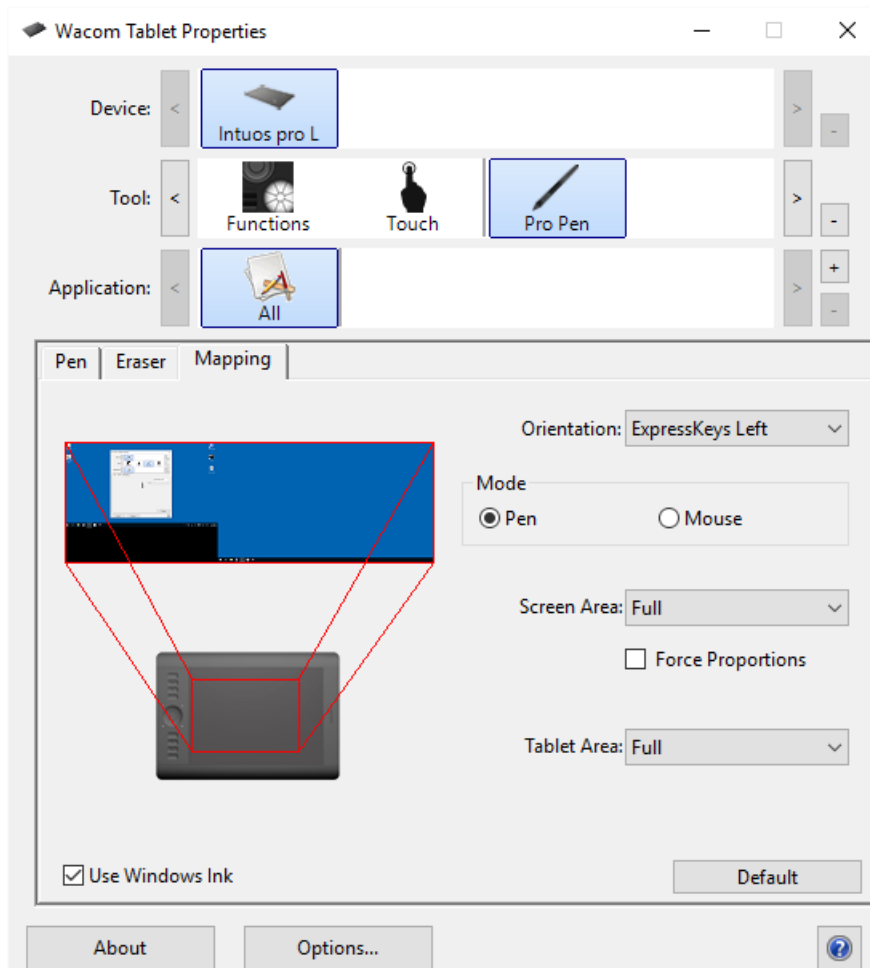 Wacom Tablet Properties
Device:
<
Intuos pro L
>
-
Tool:
<
Functions
Touch
Pro Pen
>
-
Application:
<
All
>
+
-
Pen Eraser Mapping
Orientation: ExpressKeys Left
Mode
Pen Mouse
Screen Area: Full
Force Proportions
Tablet Area: Full
Use Windows Ink
Default
About
Options...
?